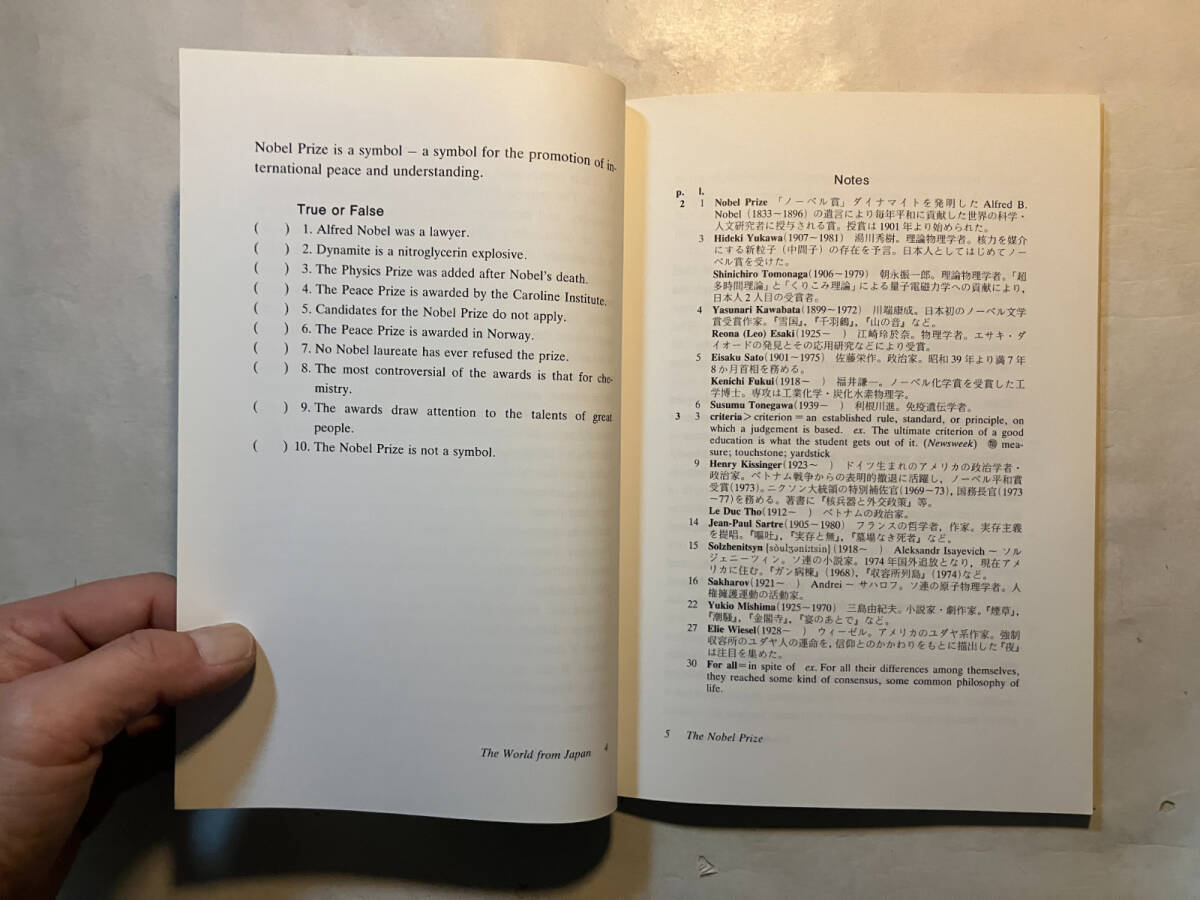 Nobel Prize is a symbol – a symbol for the promotion of in-
ternational peace and understanding.
True or False
( ) 1. Alfred Nobel was a lawyer.
( ) 2. Dynamite is a nitroglycerin explosive.
( ) 3. The Physics Prize was added after Nobel's death.
( ) 4. The Peace Prize is awarded by the Caroline Institute.
( ) 5. Candidates for the Nobel Prize do not apply.
( ) 6. The Peace Prize is awarded in Norway.
( ) 7. No Nobel laureate has ever refused the prize.
( ) 8. The most controversial of the awards is that for che-
mistry.
( ) 9. The awards draw attention to the talents of great
people.
( ) 10. The Nobel Prize is not a symbol.
The World from Japan 4
Notes
p. l.
2 1 Nobel Prize 「ノーベル賞」ダイナマイトを発明した Alfred B.
Nobel (1833~1896) の遺言により毎年平和に貢献した世界の科学・
人文研究者に授与される賞。授賞は1901年より始められた。
3 Hideki Yukawa(1907~1981) 湯川秀樹。理論物理学者。核力を媒介
にする新粒子(中間子)の存在を予言。日本人としてはじめてノー
ベル賞を受けた。
Shinichiro Tomonaga(1906~1979) 朝永振一郎。理論物理学者。「超
多時間理論」と「くりこみ理論」による量子電磁力学への貢献により,
日本人2人目の受賞者。
4 Yasunari Kawabata(1899~1972) 川端康成。日本初のノーベル文学
賞受賞作家。『雪国』,『千羽鶴』,『山の音』など。
Reona (Leo) Esaki(1925~ ) 江崎玲於奈。物理学者。エサキ・ダ
イオードの発見とその応用研究などにより受賞。
5 Eisaku Sato(1901~1975) 佐藤栄作。政治家。昭和39年より満7年
8か月首相を務める。
Kenichi Fukui(1918~ ) 福井謙一。ノーベル化学賞を受賞した工
学博士。専攻は工業化学・炭化水素物理学。
6 Susumu Tonegawa(1939~ ) 利根川進。免疫遺伝学者。
3 3 criteria>criterion=an established rule, standard, or principle, on
which a judgement is based. ex. The ultimate criterion of a good
education is what the student gets out of it. (Newsweek) mea-
sure; touchstone; yardstick
9 Henry Kissinger(1923~ ) ドイツ生まれのアメリカの政治学者・
政治家。ベトナム戦争からの表明的撤退に活躍し,ノーベル平和賞
受賞(1973)。ニクソン大統領の特別補佐官(1969~73),国務長官(1973
~77)を務める。著書に『核兵器と外交政策』等。
Le Duc Tho(1912~ ) ベトナムの政治家。
14 Jean-Paul Sartre(1905~1980) フランスの哲学者,作家。実存主義
を提唱。『嘔吐』,『実存と無』,『墓場なき死者』など。
15 Solzhenitsyn [sòulʒəníːtsin](1918~ ) Aleksandr Isayevich ~ ソル
ジェニーツィン。ソ連の小説家。1974年国外追放となり,現在アメ
リカに住む。『ガン病棟』(1968),『収容所列島』(1974)など。
16 Sakharov(1921~ ) Andrei ~ サハロフ。ソ連の原子物理学者。人
権擁護運動の活動家。
22 Yukio Mishima(1925~1970) 三島由紀夫。小説家・劇作家。『煙草』,
『潮騒』,『金閣寺』,『宴のあとで』など。
27 Elie Wiesel(1928~ ) ウィーゼル。アメリカのユダヤ系作家。強制
収容所のユダヤ人の運命を,信仰とのかかわりをもとに描出した『夜』
は注目を集めた。
30 For all=in spite of ex. For all their differences among themselves,
they reached some kind of consensus, some common philosophy of
life.
5 The Nobel Prize